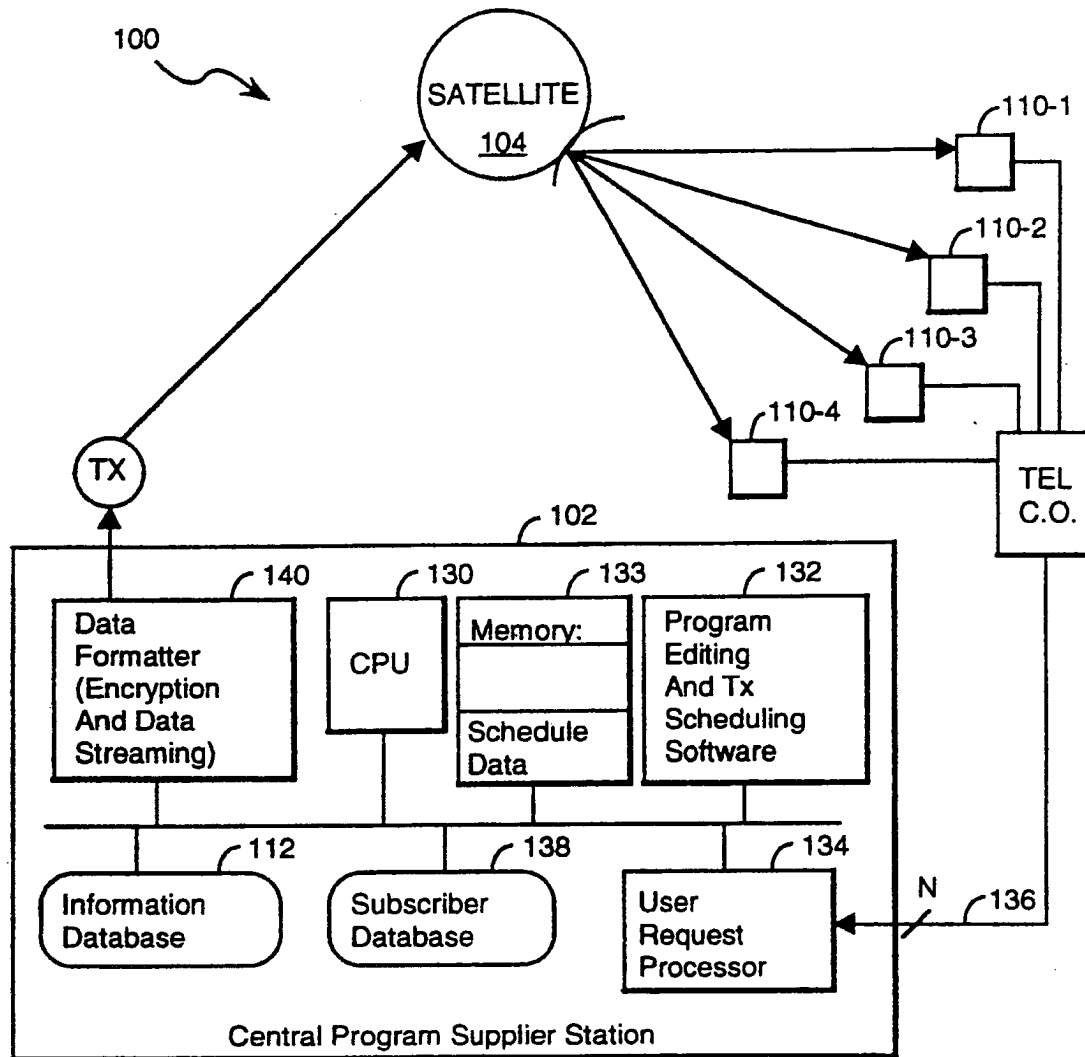 100
SATELLITE
104
110-1
110-2
110-3
110-4
TX
TEL
C.O.
102
140
130
133
132
Data
Formatter
(Encryption
And Data
Streaming)
CPU
Memory:
Schedule
Data
Program
Editing
And Tx
Scheduling
Software
112
138
134
Information
Database
Subscriber
Database
User
Request
Processor
N
136
Central Program Supplier Station